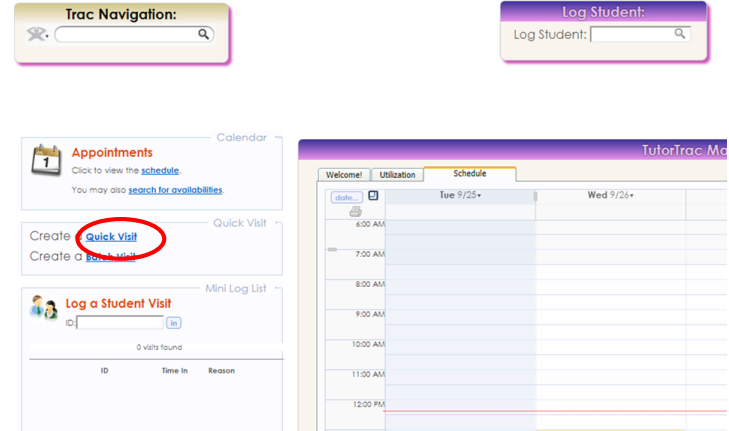 Trac Navigation:
Log Student:
Log Student:
Calendar
1
Appointments
Click to view the schedule.
You may also search for availabilities.
Quick Visit
Create a Quick Visit
Create a Batch Visit
Mini Log List
Log a Student Visit
ID: in
0 visits found
ID Time In Reason
TutorTrac Ma
Welcome! Utilization Schedule
date... Tue 9/25 Wed 9/26
6:00 AM
7:00 AM
8:00 AM
9:00 AM
10:00 AM
11:00 AM
12:00 PM